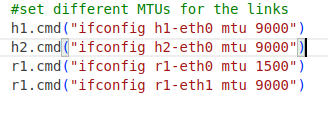 #set different MTUs for the links
h1.cmd("ifconfig h1-eth0 mtu 9000")
h2.cmd("ifconfig h2-eth0 mtu 9000")
r1.cmd("ifconfig r1-eth0 mtu 1500")
r1.cmd("ifconfig r1-eth1 mtu 9000")